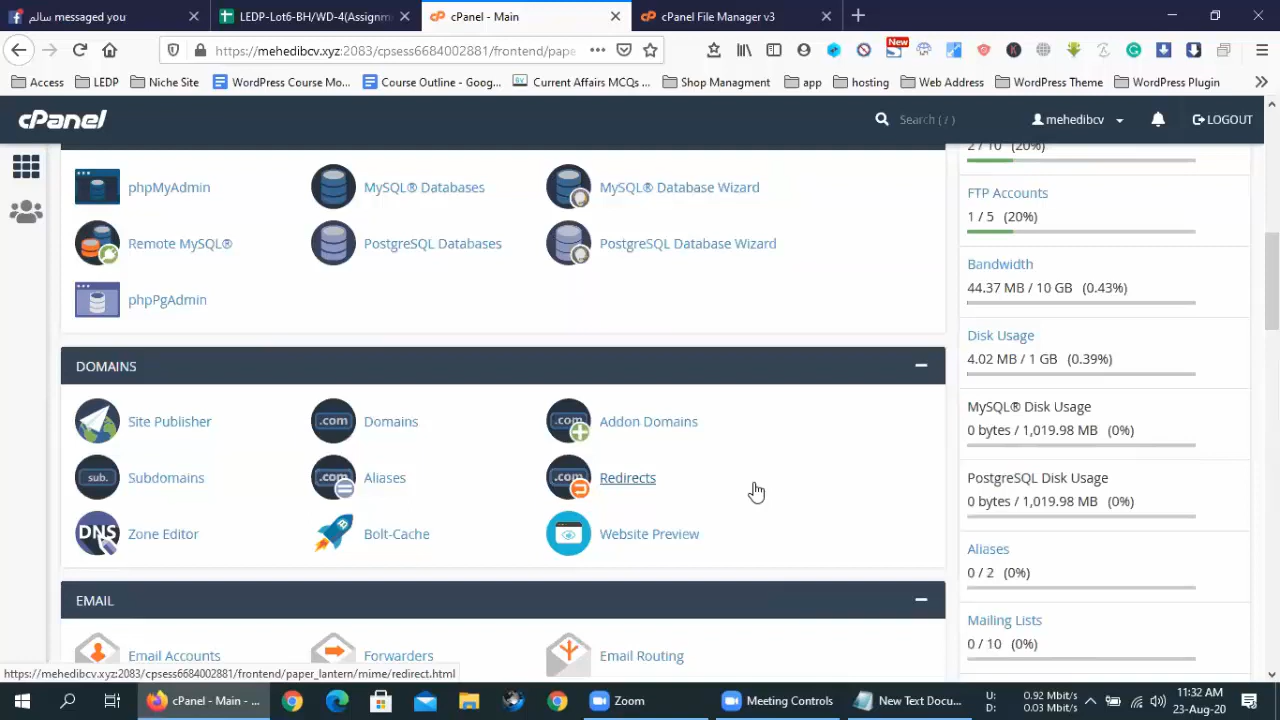 سالم messaged you
LEDP-Lot6-BH/WD-4(Assignm
cPanel - Main
cPanel File Manager v3
https://mehedibcv.xyz:2083/cpsess6684002881/frontend/pape
New
Access
LEDP
Niche Site
WordPress Course Mo...
Course Outline - Goog...
Current Affairs MCQs ...
Shop Managment
app
hosting
Web Address
WordPress Theme
WordPress Plugin
cPanel
Search ( / )
mehedibcv
LOGOUT
phpMyAdmin
MySQL® Databases
MySQL® Database Wizard
Remote MySQL®
PostgreSQL Databases
PostgreSQL Database Wizard
phpPgAdmin
DOMAINS
Site Publisher
Domains
Addon Domains
Subdomains
Aliases
Redirects
Zone Editor
Bolt-Cache
Website Preview
EMAIL
Email Accounts
Forwarders
Email Routing
2 / 10 (20%)
FTP Accounts
1 / 5 (20%)
Bandwidth
44.37 MB / 10 GB (0.43%)
Disk Usage
4.02 MB / 1 GB (0.39%)
MySQL® Disk Usage
0 bytes / 1,019.98 MB (0%)
PostgreSQL Disk Usage
0 bytes / 1,019.98 MB (0%)
Aliases
0 / 2 (0%)
Mailing Lists
0 / 10 (0%)
https://mehedibcv.xyz:2083/cpsess6684002881/frontend/paper_lantern/mime/redirect.html
cPanel - Main - ...
Zoom
Meeting Controls
New Text Docu...
U: 0.92 Mbit/s
D: 0.03 Mbit/s
11:32 AM
23-Aug-20